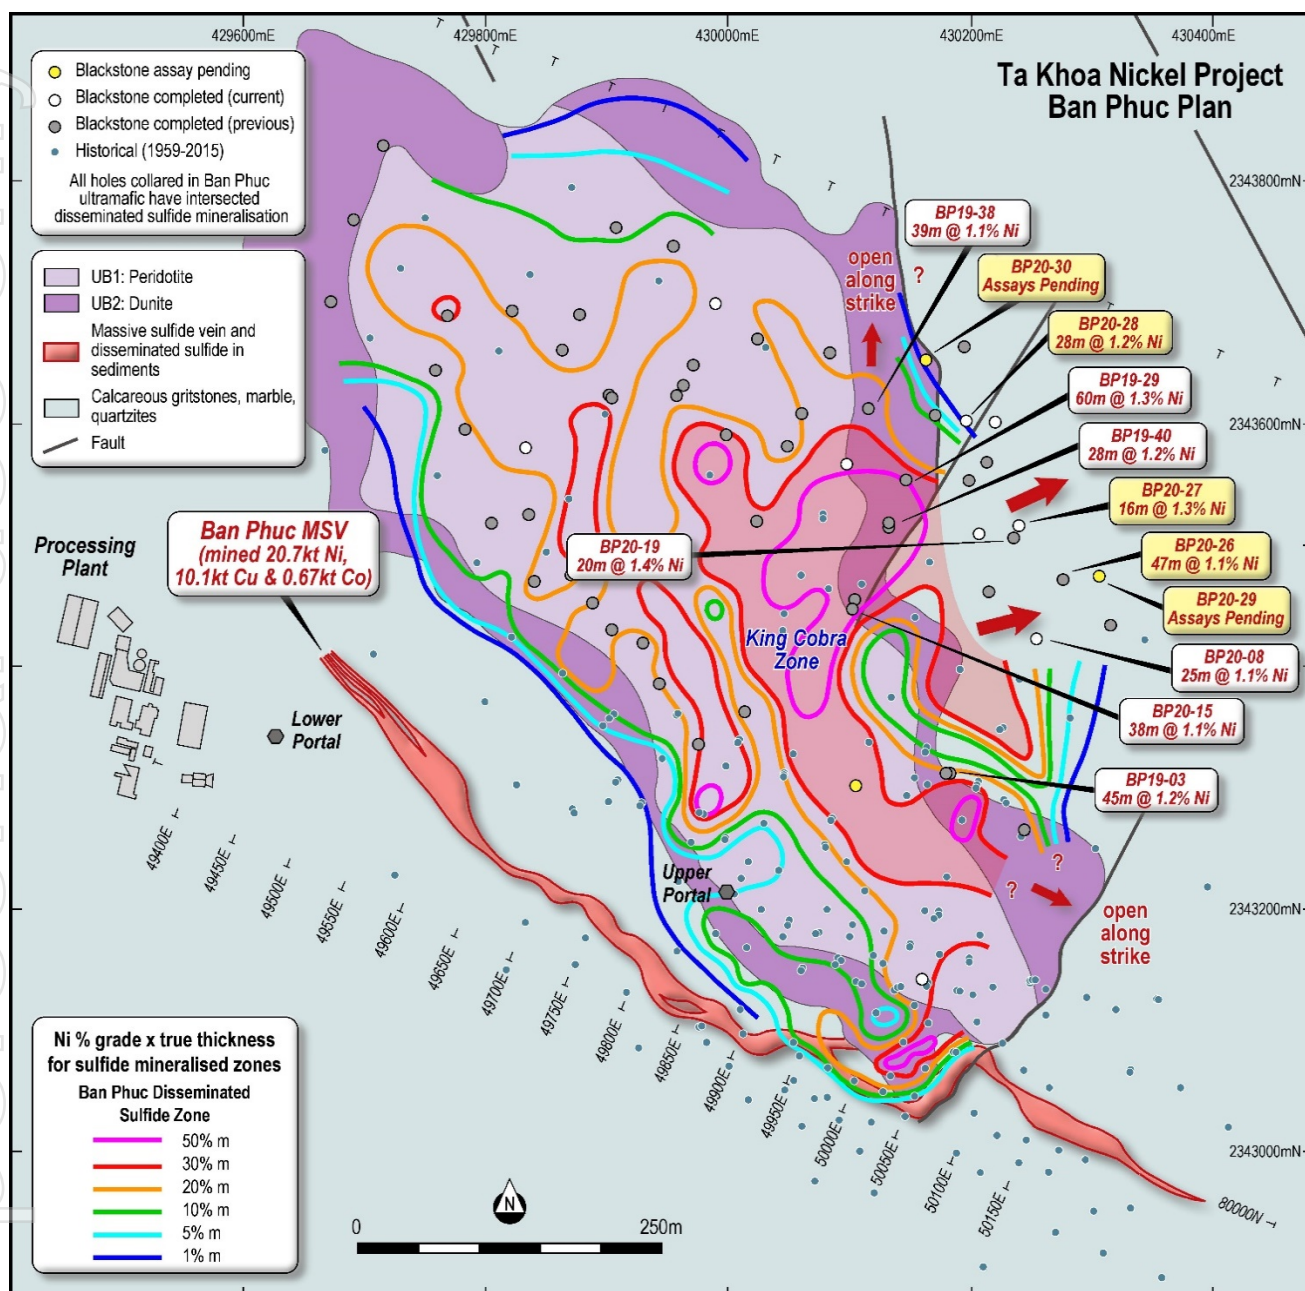 429600mE
429800mE
430000mE
430200mE
430400mE
Ta Khoa Nickel Project
Ban Phuc Plan
Blackstone assay pending
Blackstone completed (current)
Blackstone completed (previous)
Historical (1959-2015)
All holes collared in Ban Phuc
ultramafic have intersected
disseminated sulfide mineralisation
UB1: Peridotite
UB2: Dunite
Massive sulfide vein and
disseminated sulfide in
sediments
Calcareous gritstones, marble,
quartzites
Fault
2343800mN
2343600mN
2343200mN
2343000mN
BP19-38
39m @ 1.1% Ni
open
along
strike
?
BP20-30
Assays Pending
BP20-28
28m @ 1.2% Ni
BP19-29
60m @ 1.3% Ni
BP19-40
28m @ 1.2% Ni
BP20-27
16m @ 1.3% Ni
BP20-19
20m @ 1.4% Ni
BP20-26
47m @ 1.1% Ni
BP20-29
Assays Pending
BP20-08
25m @ 1.1% Ni
BP20-15
38m @ 1.1% Ni
BP19-03
45m @ 1.2% Ni
Processing
Plant
Ban Phuc MSV
(mined 20.7kt Ni,
10.1kt Cu & 0.67kt Co)
King Cobra
Zone
Lower
Portal
Upper
Portal
?
?
open
along
strike
49400E
49450E
49500E
49550E
49600E
49650E
49700E
49750E
49800E
49850E
49900E
49950E
50000E
50050E
50100E
50150E
80000N
Ni % grade x true thickness
for sulfide mineralised zones
Ban Phuc Disseminated
Sulfide Zone
50% m
30% m
20% m
10% m
5% m
1% m
N
0
250m